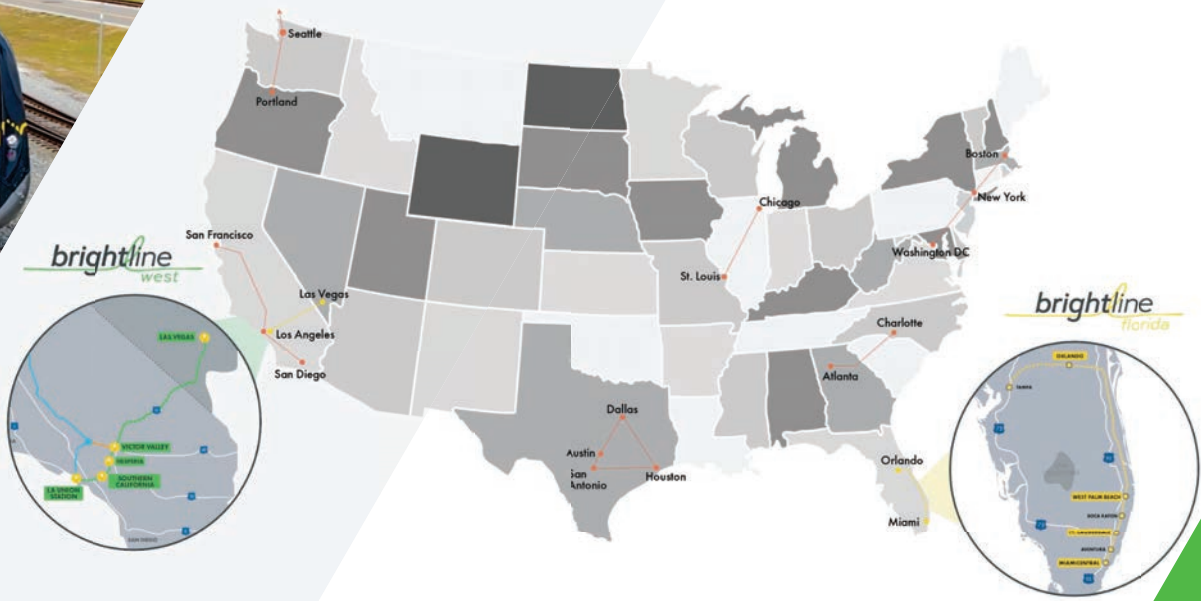 Seattle
Portland
San Francisco
Las Vegas
Los Angeles
San Diego
Chicago
St. Louis
Boston
New York
Washington DC
Charlotte
Atlanta
Dallas
Austin
San
Antonio
Houston
Orlando
Miami
brightline
west
LAS VEGAS
VICTOR VALLEY
HESPERIA
SOUTHERN
CALIFORNIA
LA UNION
STATION
SAN DIEGO
brightline
florida
ORLANDO
TAMPA
WEST PALM BEACH
BOCA RATON
AVENTURA
MIAMICENTRAL